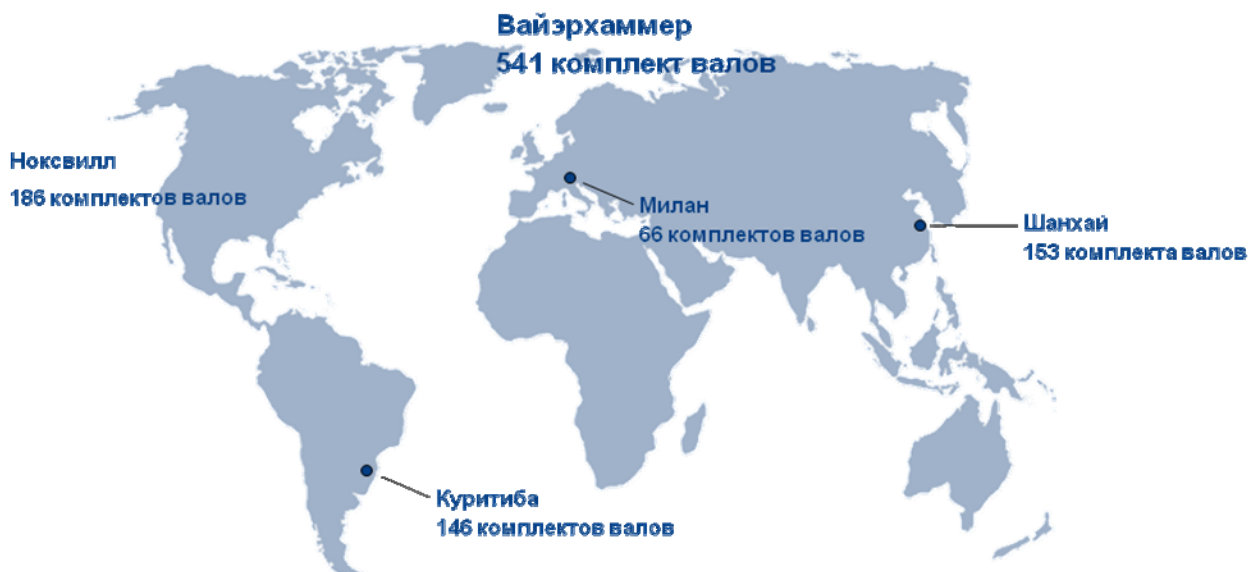 Вайэрхаммер
541 комплект валов
Ноксвилл
186 комплектов валов
Милан
66 комплектов валов
Шанхай
153 комплекта валов
Куритиба
146 комплектов валов